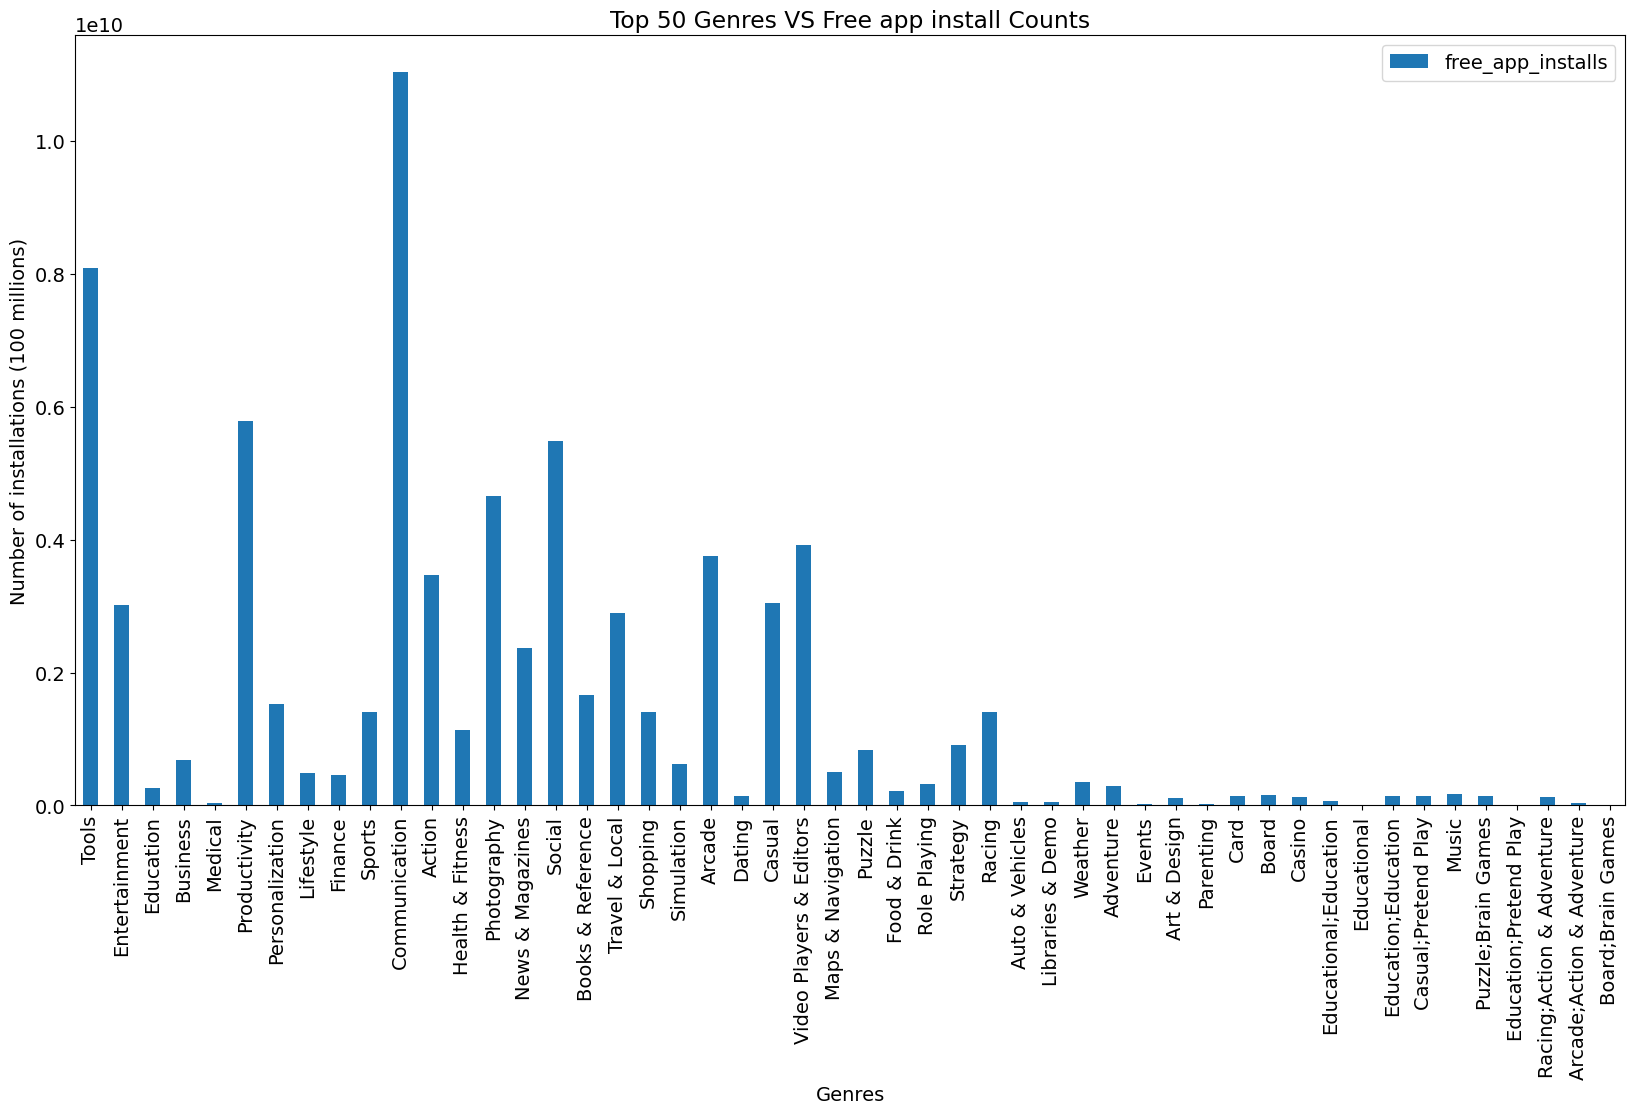 Top 50 Genres VS Free app install Counts
1e10
free_app_installs
1.0
0.8
0.6
0.4
0.2
0.0
Number of installations (100 millions)
Tools
Entertainment
Education
Business
Medical
Productivity
Personalization
Lifestyle
Finance
Sports
Communication
Action
Health & Fitness
Photography
News & Magazines
Social
Books & Reference
Travel & Local
Shopping
Simulation
Arcade
Dating
Casual
Video Players & Editors
Maps & Navigation
Puzzle
Food & Drink
Role Playing
Strategy
Racing
Auto & Vehicles
Libraries & Demo
Weather
Adventure
Events
Art & Design
Parenting
Card
Board
Casino
Educational;Education
Educational
Education;Education
Casual;Pretend Play
Music
Puzzle;Brain Games
Education;Pretend Play
Racing;Action & Adventure
Arcade;Action & Adventure
Board;Brain Games
Genres